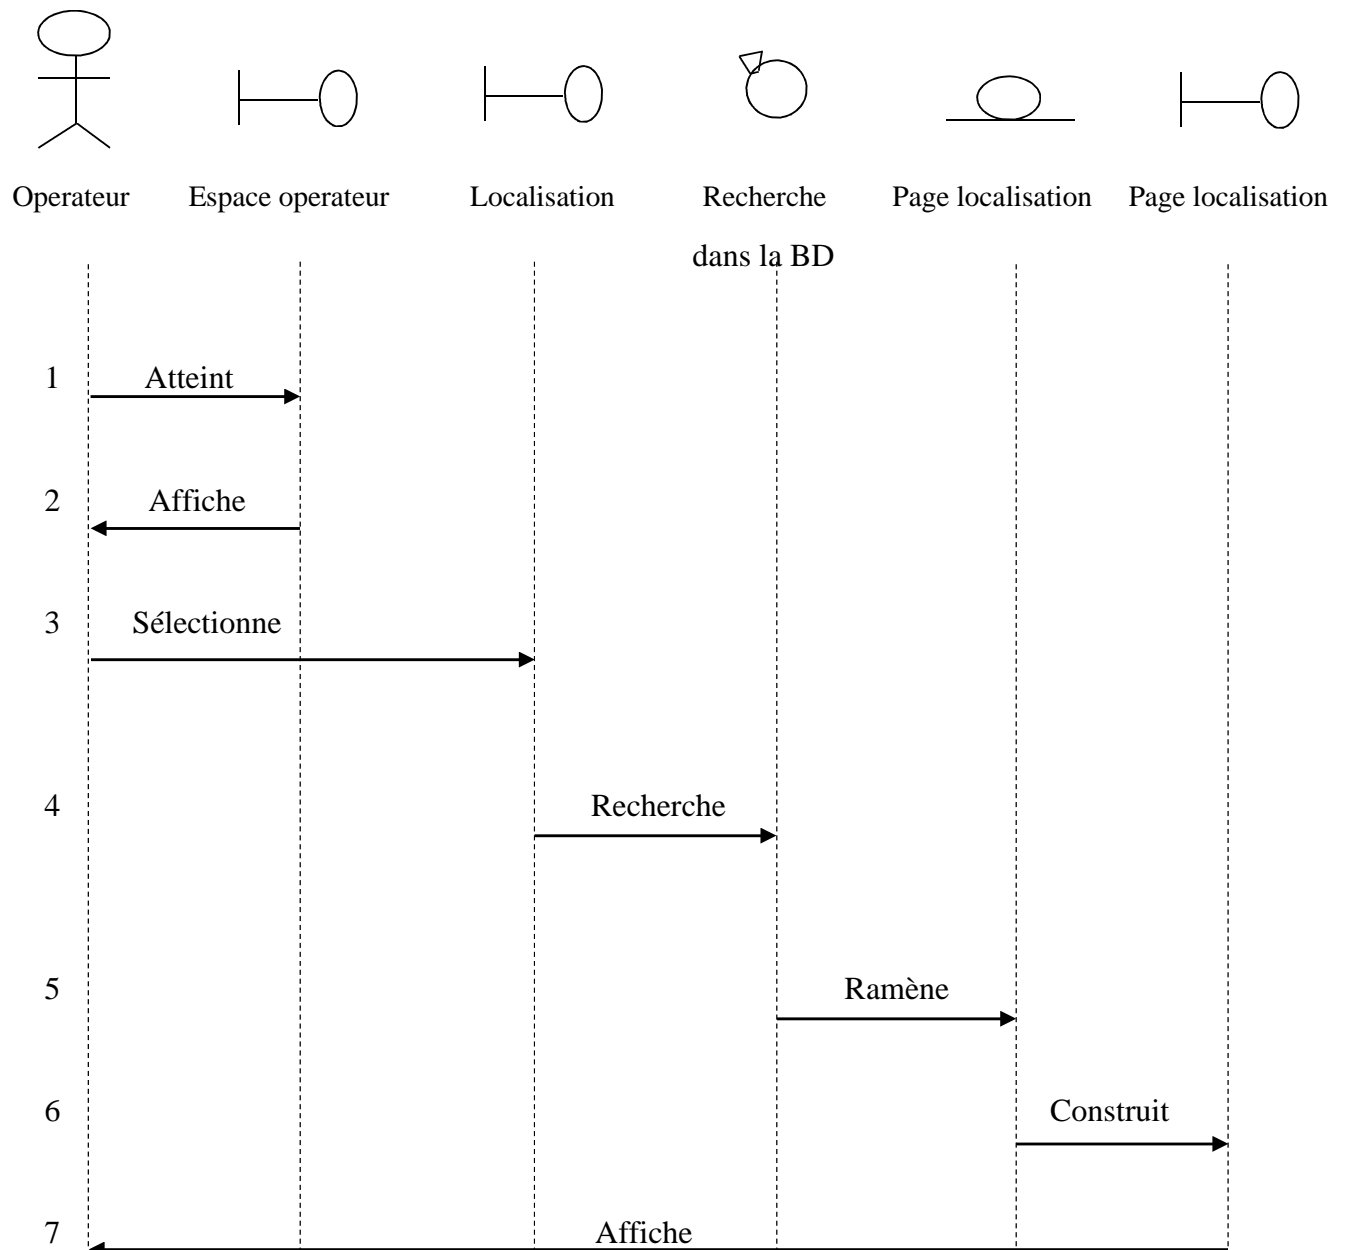 Operateur Espace operateur Localisation Recherche Page localisation Page localisation
dans la BD
1 Atteint
2 Affiche
3 Sélectionne
4 Recherche
5 Ramène
6 Construit
7 Affiche